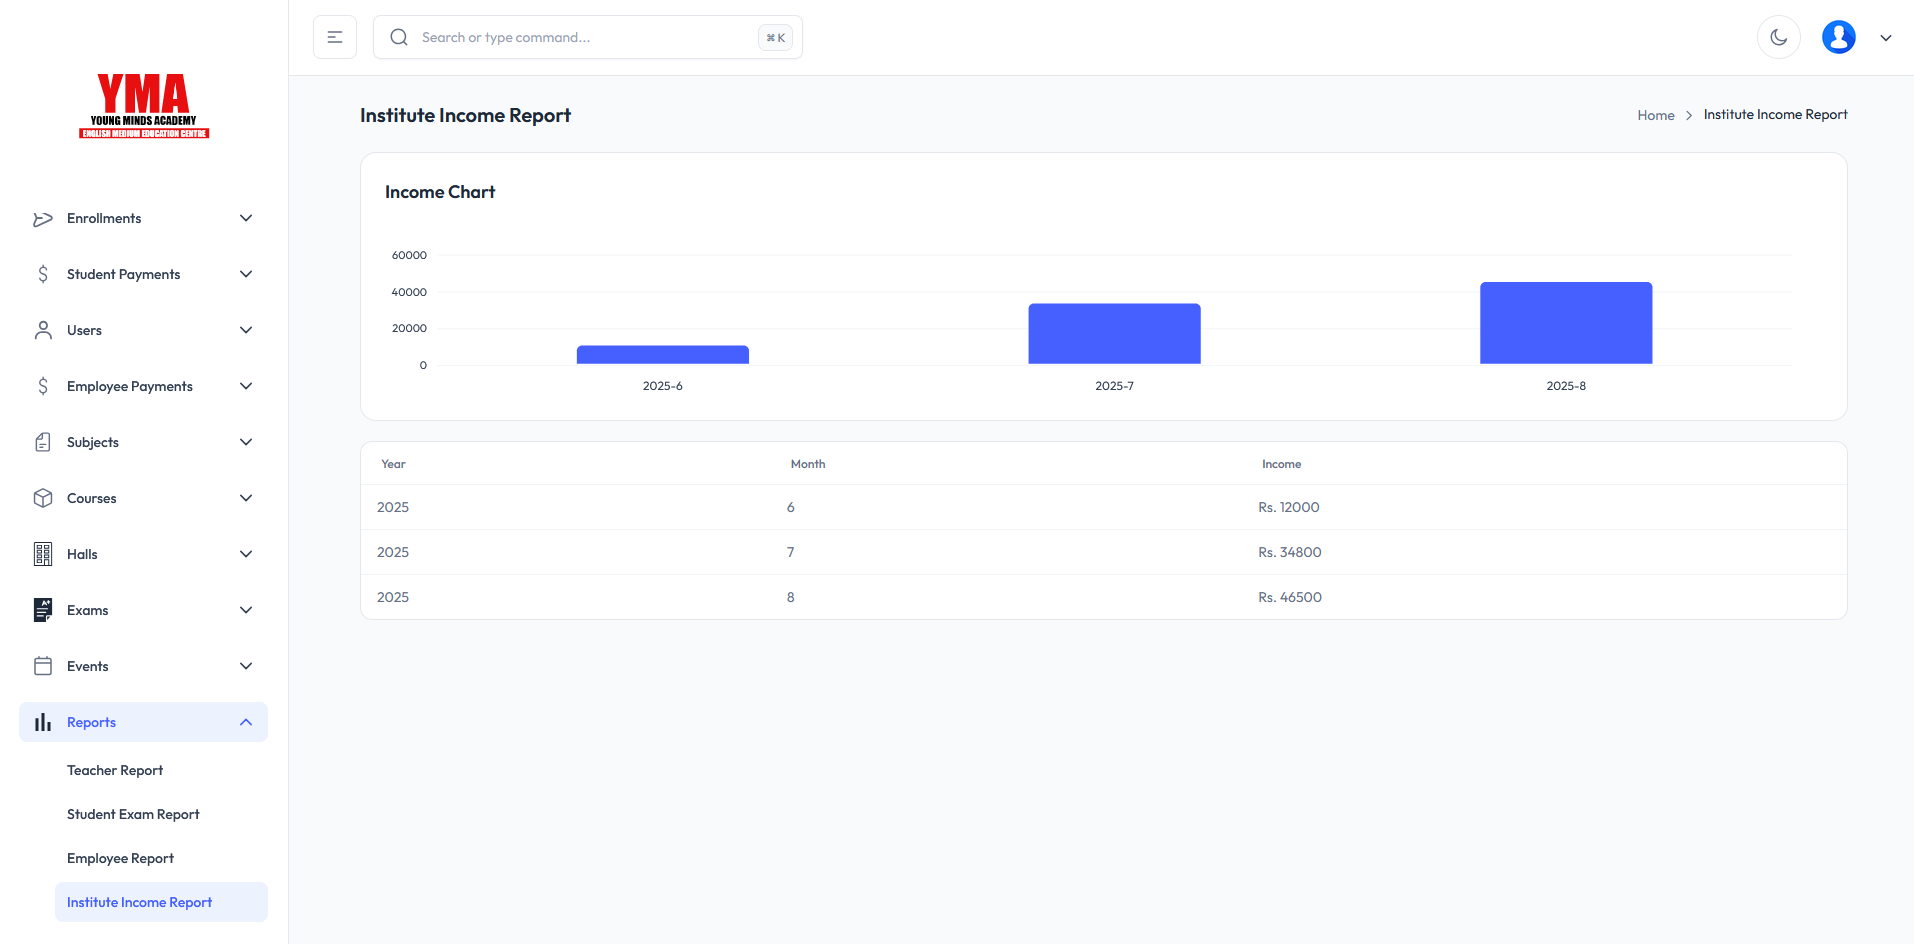 YMA
YOUNG MINDS ACADEMY
ENGLISH MEDIUM EDUCATION CENTRE
Enrollments
Student Payments
Users
Employee Payments
Subjects
Courses
Halls
Exams
Events
Reports
Teacher Report
Student Exam Report
Employee Report
Institute Income Report
Search or type command...
⌘ K
Institute Income Report
Home > Institute Income Report
Income Chart
60000
40000
20000
0
2025-6 2025-7 2025-8
Year Month Income
2025 6 Rs. 12000
2025 7 Rs. 34800
2025 8 Rs. 46500